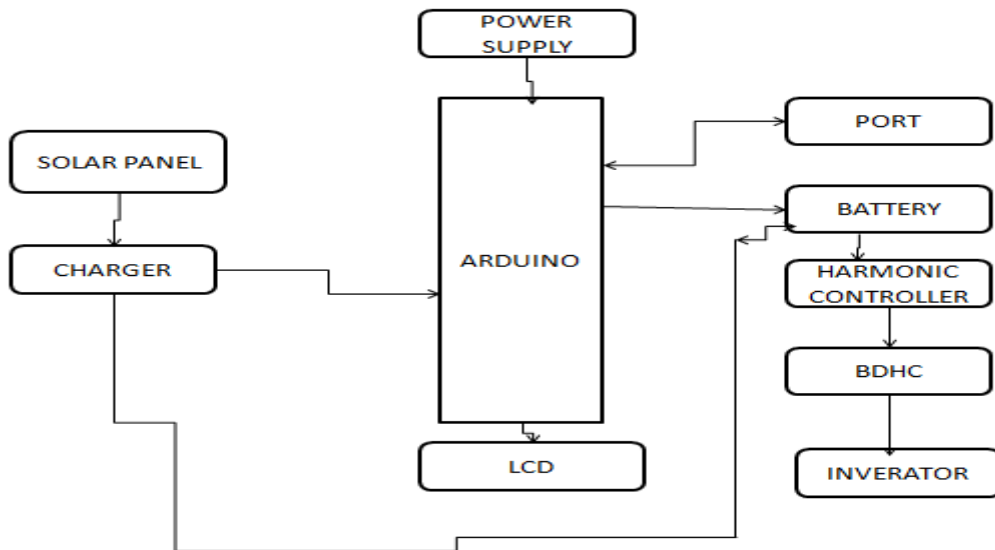 POWER
SUPPLY
PORT
SOLAR PANEL
BATTERY
CHARGER
ARDUINO
HARMONIC
CONTROLLER
BDHC
LCD
INVERATOR